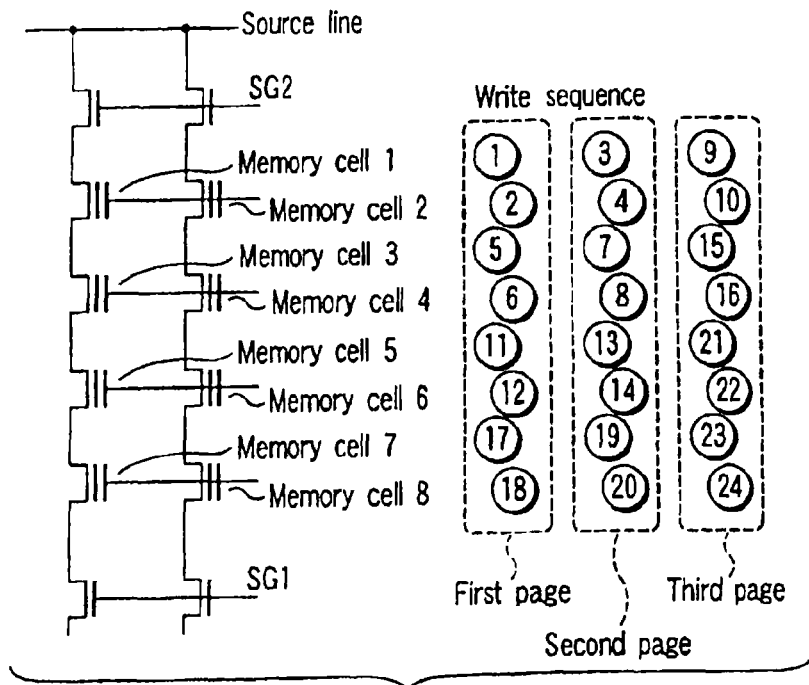 Source line
SG2
Memory cell 1
Memory cell 2
Memory cell 3
Memory cell 4
Memory cell 5
Memory cell 6
Memory cell 7
Memory cell 8
SG1
Write sequence
1 3 9
2 4 10
5 7 15
6 8 16
11 13 21
12 14 22
17 19 23
18 20 24
First page
Second page
Third page